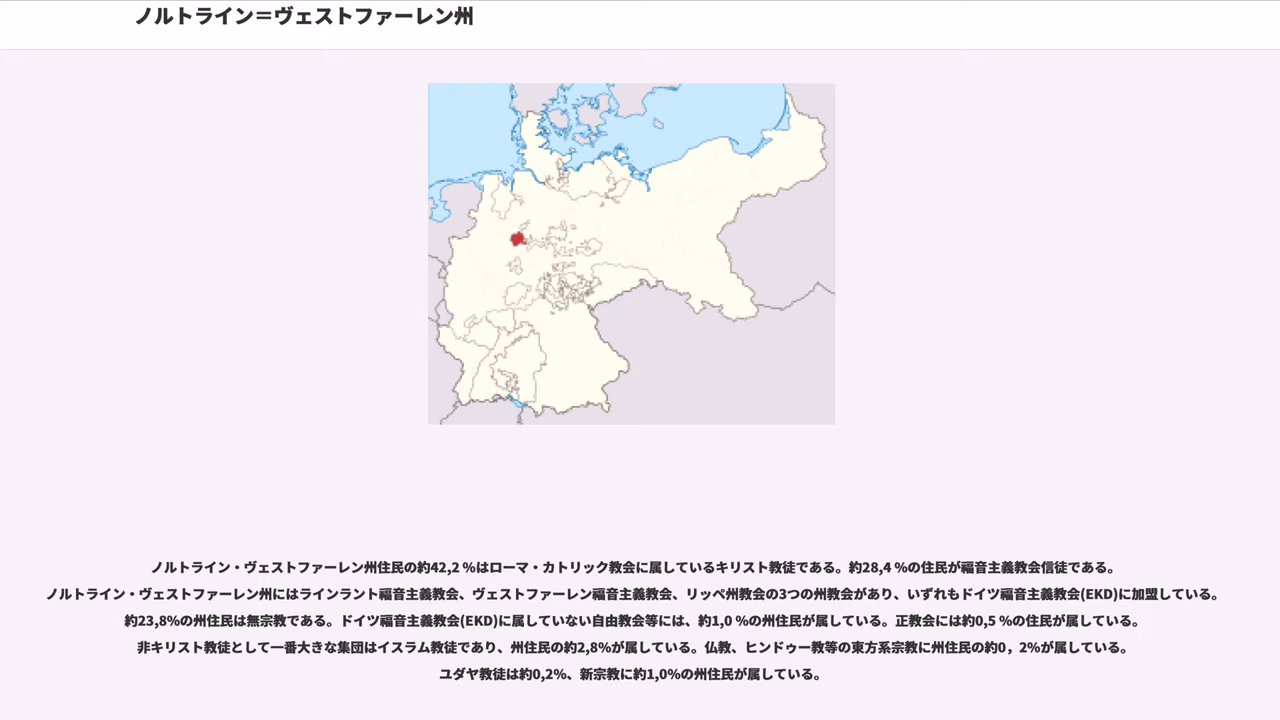 ノルトライン＝ヴェストファーレン州
ノルトライン・ヴェストファーレン州住民の約42,2 %はローマ・カトリック教会に属しているキリスト教徒である。約28,4 %の住民が福音主義教会信徒である。
ノルトライン・ヴェストファーレン州にはラインラント福音主義教会、ヴェストファーレン福音主義教会、リッペ州教会の3つの州教会があり、いずれもドイツ福音主義教会(EKD)に加盟している。
約23,8%の州住民は無宗教である。ドイツ福音主義教会(EKD)に属していない自由教会等には、約1,0 %の州住民が属している。正教会には約0,5 %の住民が属している。
非キリスト教徒として一番大きな集団はイスラム教徒であり、州住民の約2,8%が属している。仏教、ヒンドゥー教等の東方系宗教に州住民の約0，2%が属している。
ユダヤ教徒は約0,2%、新宗教に約1,0%の州住民が属している。